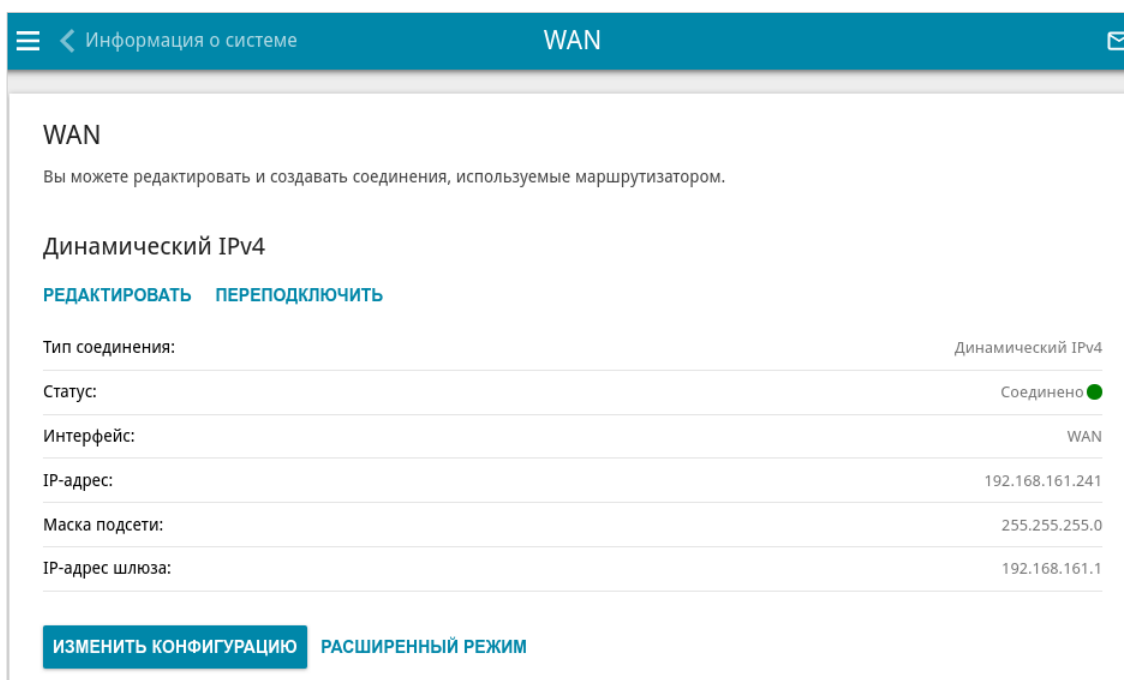 Информация о системе
WAN
WAN
Вы можете редактировать и создавать соединения, используемые маршрутизатором.
Динамический IPv4
РЕДАКТИРОВАТЬ ПЕРЕПОДКЛЮЧИТЬ
Тип соединения: Динамический IPv4
Статус: Соединено
Интерфейс: WAN
IP-адрес: 192.168.161.241
Маска подсети: 255.255.255.0
IP-адрес шлюза: 192.168.161.1
ИЗМЕНИТЬ КОНФИГУРАЦИЮ РАСШИРЕННЫЙ РЕЖИМ